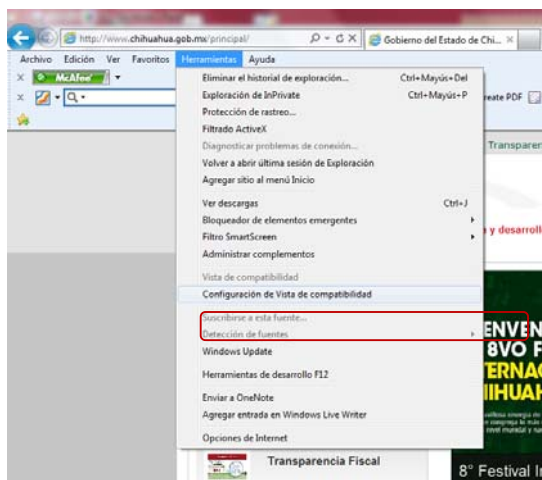 http://www.chihuahua.gob.mx/principal/
Gobierno del Estado de Chi...
Archivo Edición Ver Favoritos Herramientas Ayuda
McAfee
Eliminar el historial de exploración... Ctrl+Mayús+Del
Exploración de InPrivate Ctrl+Mayús+P
reate PDF
Protección de rastreo...
Filtrado ActiveX
Diagnosticar problemas de conexión...
Transparen
Volver a abrir última sesión de Exploración
Agregar sitio al menú Inicio
Ver descargas Ctrl+J
Bloqueador de elementos emergentes
y desarroll
Filtro SmartScreen
Administrar complementos
Vista de compatibilidad
Configuración de Vista de compatibilidad
Suscribirse a esta fuente...
Detección de fuentes
ENVEN
8VO F
Windows Update
TERNA
Herramientas de desarrollo F12
IHUAH
Enviar a OneNote
Agregar entrada en Windows Live Writer
Opciones de Internet
Transparencia Fiscal
8° Festival In